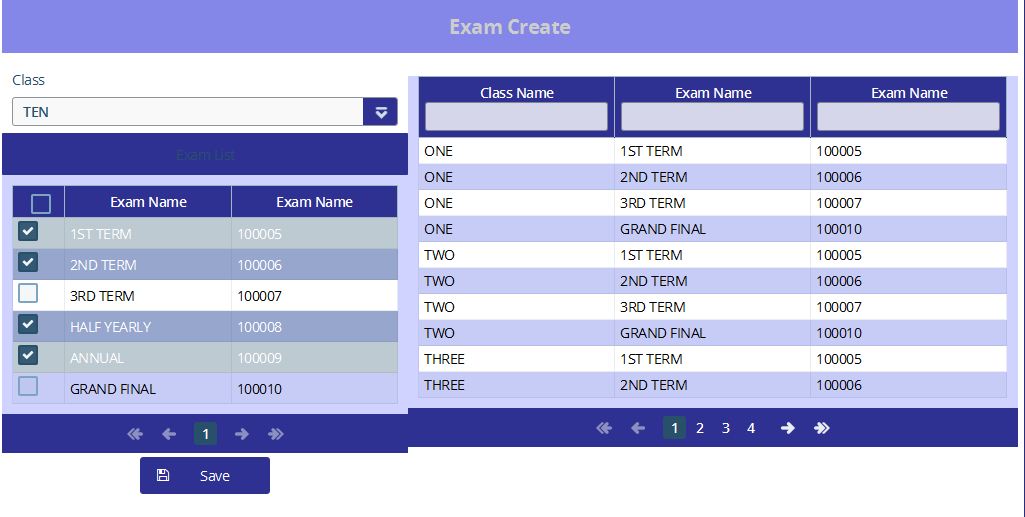 Exam Create
Class
TEN
Exam List
Exam Name Exam Name
1ST TERM 100005
2ND TERM 100006
3RD TERM 100007
HALF YEARLY 100008
ANNUAL 100009
GRAND FINAL 100010
1
Save
Class Name Exam Name Exam Name
ONE 1ST TERM 100005
ONE 2ND TERM 100006
ONE 3RD TERM 100007
ONE GRAND FINAL 100010
TWO 1ST TERM 100005
TWO 2ND TERM 100006
TWO 3RD TERM 100007
TWO GRAND FINAL 100010
THREE 1ST TERM 100005
THREE 2ND TERM 100006
1 2 3 4